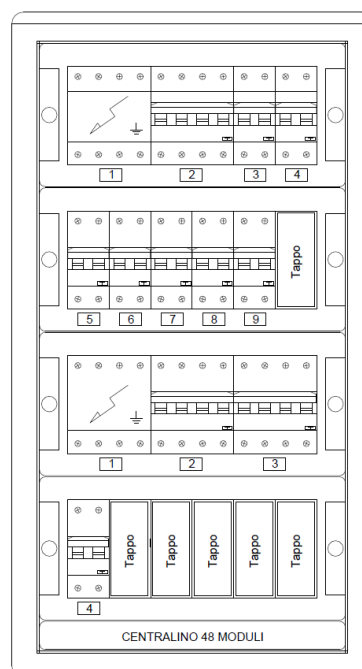 1 2 3 4
Tappo
5 6 7 8 9
1 2 3
Tappo Tappo Tappo Tappo Tappo
4
CENTRALINO 48 MODULI